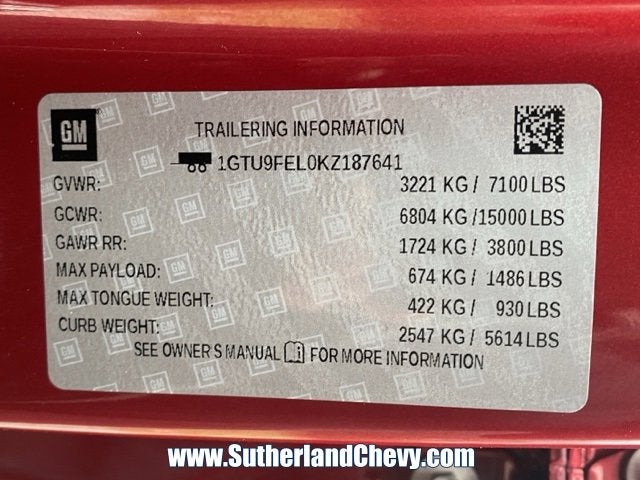 GM
TRAILERING INFORMATION
1GTU9FEL0KZ187641
GVWR: 3221 KG / 7100 LBS
GCWR: 6804 KG /15000 LBS
GAWR RR: 1724 KG / 3800 LBS
MAX PAYLOAD: 674 KG / 1486 LBS
MAX TONGUE WEIGHT: 422 KG / 930 LBS
CURB WEIGHT: 2547 KG / 5614 LBS
SEE OWNER'S MANUAL FOR MORE INFORMATION
www.SutherlandChevy.com